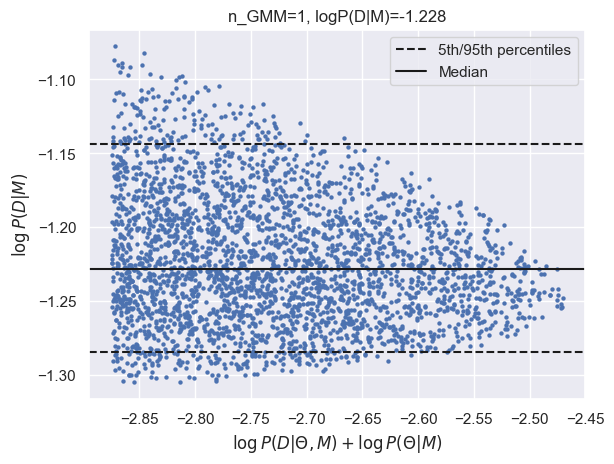 n_GMM=1, logP(D|M)=-1.228
5th/95th percentiles
Median
log P(D|M)
−1.10
−1.15
−1.20
−1.25
−1.30
−2.85 −2.80 −2.75 −2.70 −2.65 −2.60 −2.55 −2.50 −2.45
log P(D|Θ, M) + log P(Θ|M)